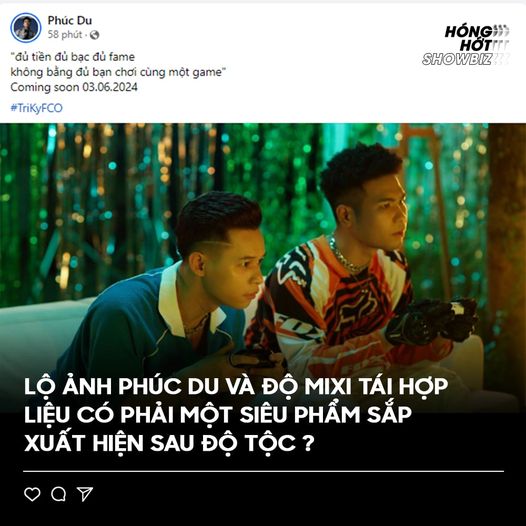 Phúc Du
58 phút
HÓNG
HỚT
SHOWBIZ
"đủ tiền đủ bạc đủ fame
không bằng đủ bạn chơi cùng một game"
Coming soon 03.06.2024
#TriKyFCO
FOX
LỘ ẢNH PHÚC DU VÀ ĐỘ MIXI TÁI HỢP
LIỆU CÓ PHẢI MỘT SIÊU PHẨM SẮP
XUẤT HIỆN SAU ĐỘ TỘC ?